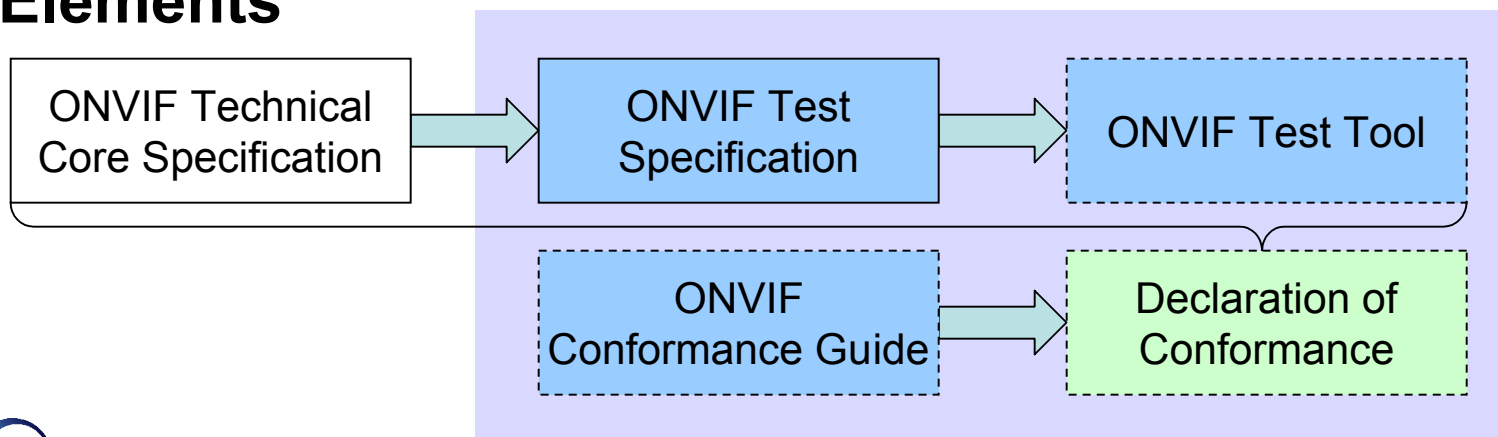 Elements
ONVIF Technical
Core Specification
ONVIF Test
Specification
ONVIF Test Tool
ONVIF
Conformance Guide
Declaration of
Conformance